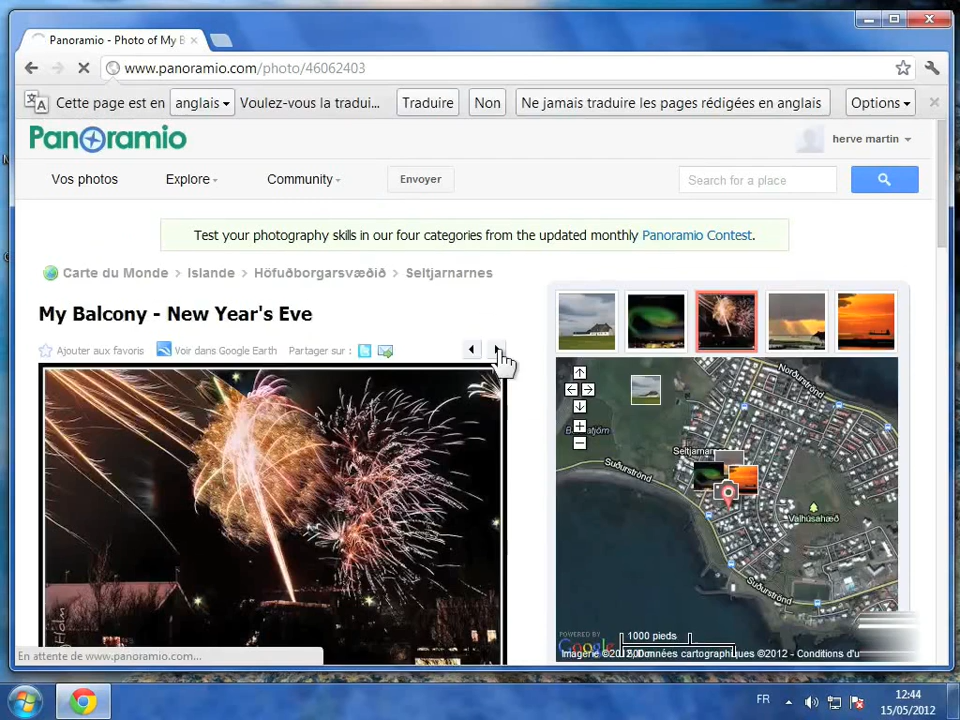 Panoramio - Photo of My B
www.panoramio.com/photo/46062403
Cette page est en anglais Voulez-vous la tradui... Traduire Non Ne jamais traduire les pages rédigées en anglais Options
Panoramio
herve martin
Vos photos Explore Community Envoyer Search for a place
Test your photography skills in our four categories from the updated monthly Panoramio Contest.
Carte du Monde > Islande > Höfuðborgarsvæðið > Seltjarnarnes
My Balcony - New Year's Eve
Ajouter aux favoris Voir dans Google Earth Partager sur :
Norðurströnd
Suðurströnd
Valhúsahæð
Suðurströnd
1000 pieds
POWERED BY
Google
En attente de www.panoramio.com...
FR
12:44
15/05/2012